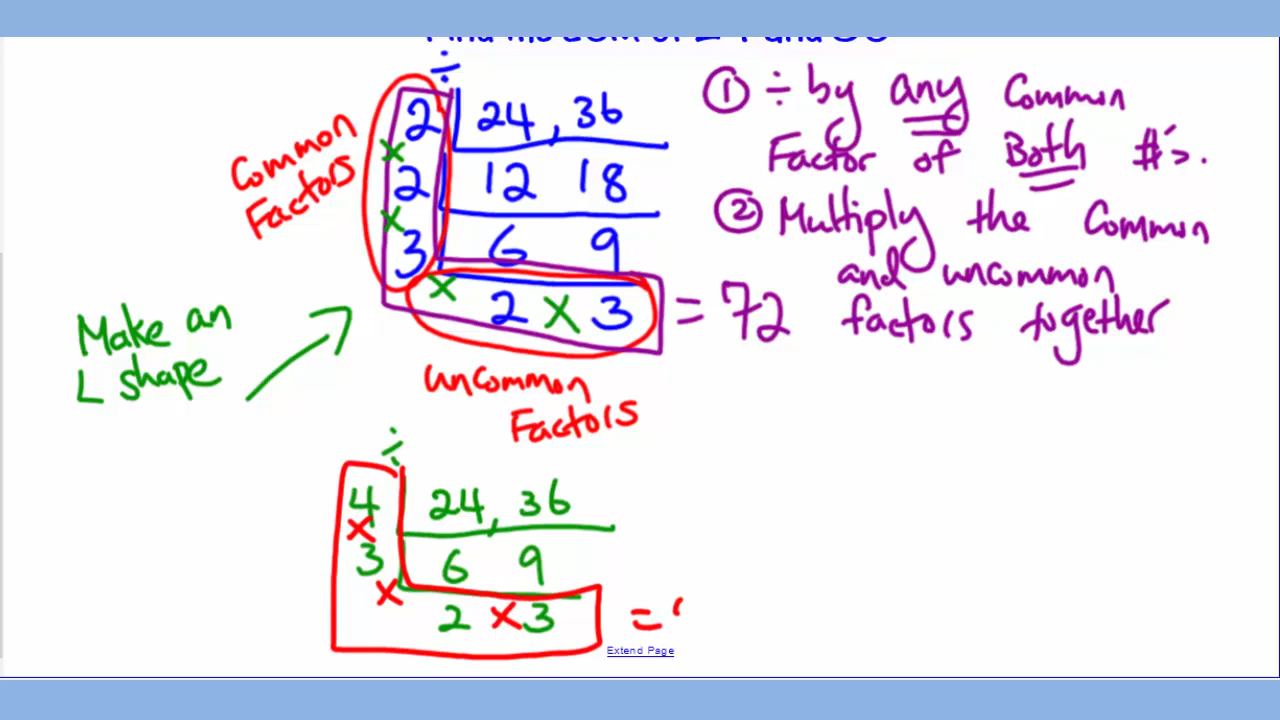 ÷
2 24, 36
x
2 12 18
x
3 6 9
x 2 x 3 = 72
Common
Factors
① ÷ by any Common
Factor of Both #'s.
② Multiply the Common
and uncommon
factors together
Make an
L shape
uncommon
Factors
÷
4 24, 36
x
3 6 9
x 2 x 3 =
Extend Page